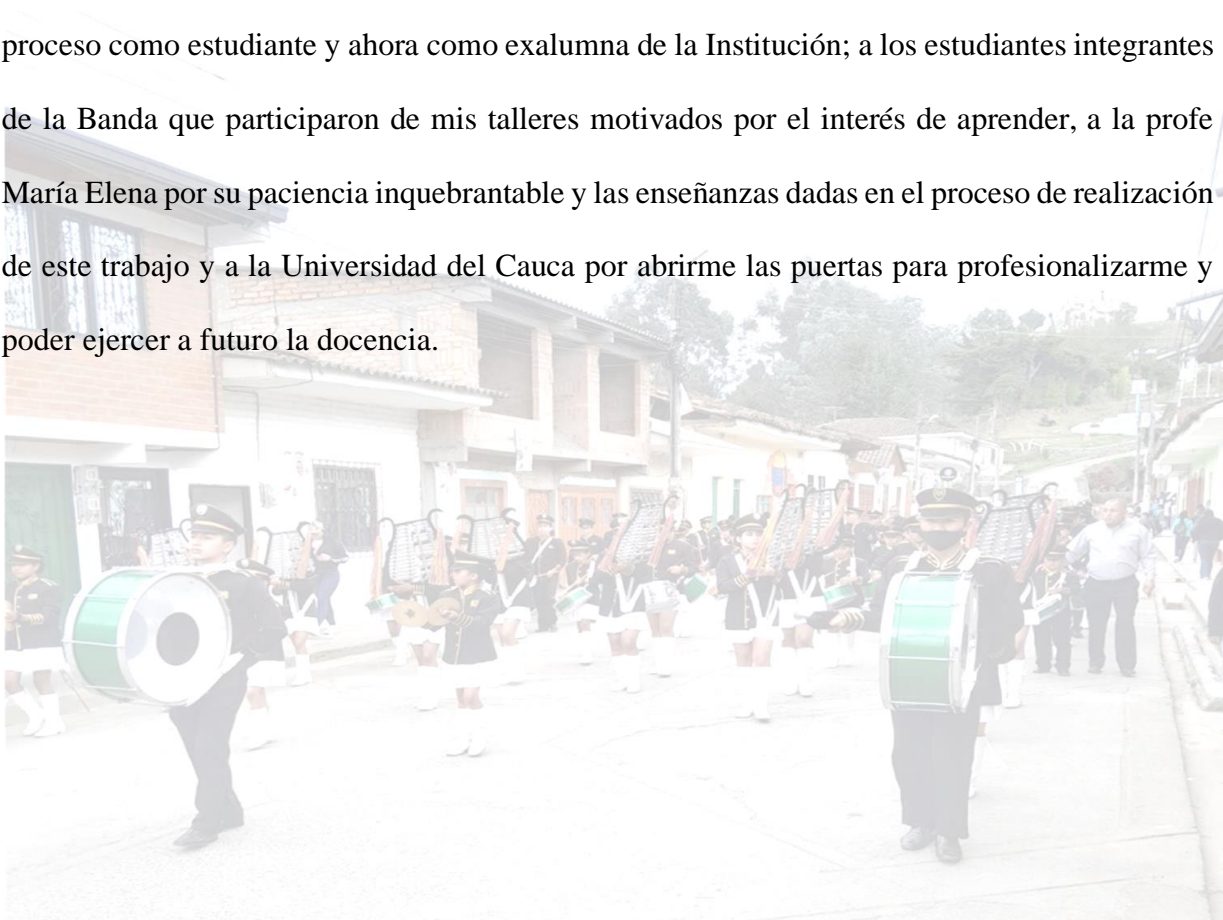 proceso como estudiante y ahora como exalumna de la Institución; a los estudiantes integrantes
de la Banda que participaron de mis talleres motivados por el interés de aprender, a la profe
María Elena por su paciencia inquebrantable y las enseñanzas dadas en el proceso de realización
de este trabajo y a la Universidad del Cauca por abrirme las puertas para profesionalizarme y
poder ejercer a futuro la docencia.